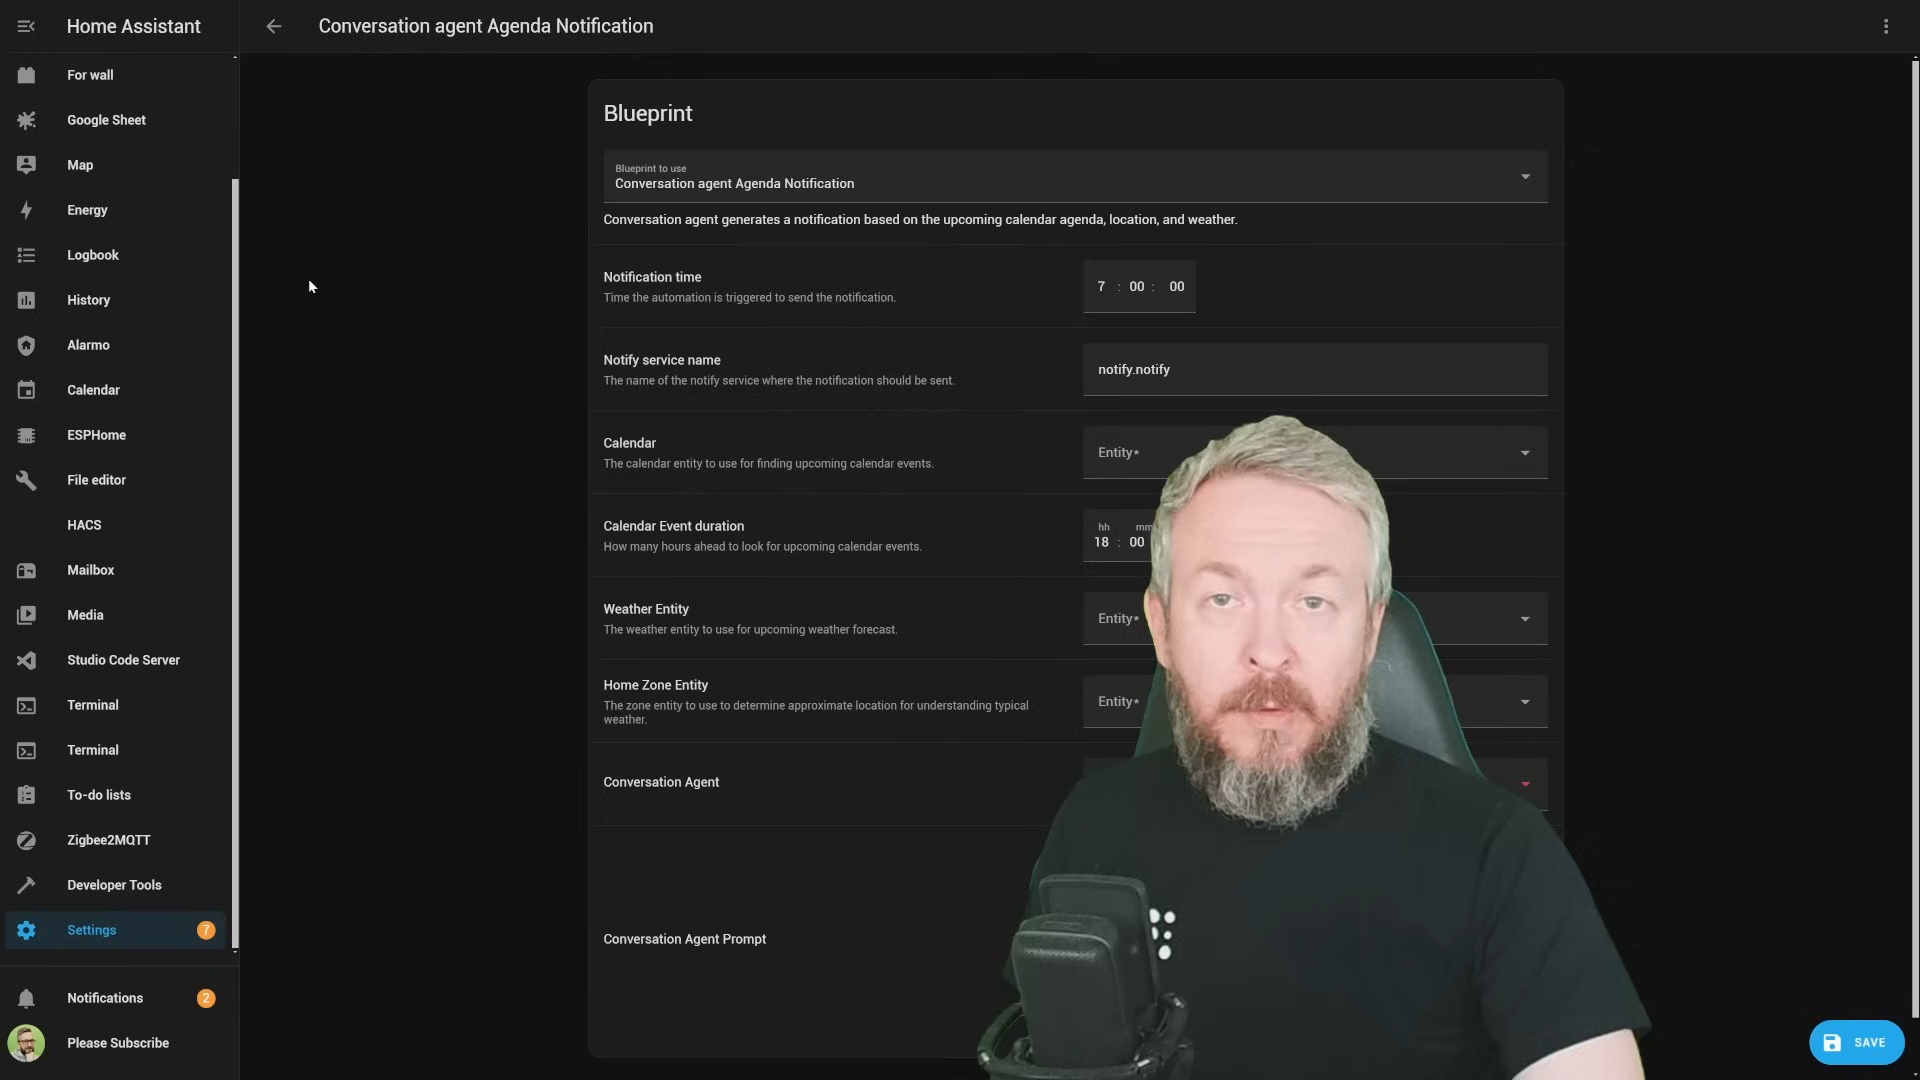 Home Assistant
Conversation agent Agenda Notification
For wall
Google Sheet
Map
Energy
Logbook
History
Alarmo
Calendar
ESPHome
File editor
HACS
Mailbox
Media
Studio Code Server
Terminal
Terminal
To-do lists
Zigbee2MQTT
Developer Tools
Settings 7
Notifications 2
Please Subscribe
Blueprint
Blueprint to use
Conversation agent Agenda Notification
Conversation agent generates a notification based on the upcoming calendar agenda, location, and weather.
Notification time
Time the automation is triggered to send the notification.
7 : 00 : 00
Notify service name
The name of the notify service where the notification should be sent.
notify.notify
Calendar
The calendar entity to use for finding upcoming calendar events.
Entity*
Calendar Event duration
How many hours ahead to look for upcoming calendar events.
hh mm
18 : 00
Weather Entity
The weather entity to use for upcoming weather forecast.
Entity*
Home Zone Entity
The zone entity to use to determine approximate location for understanding typical
weather.
Entity*
Conversation Agent
Conversation Agent Prompt
SAVE